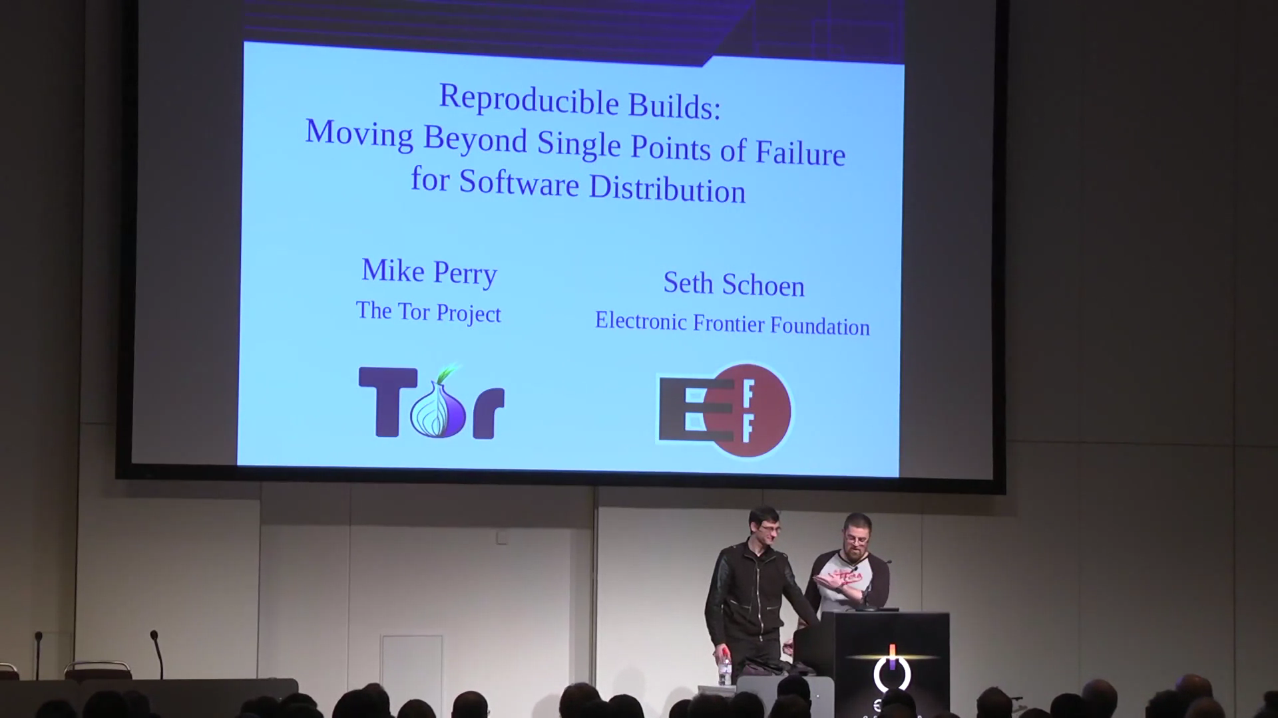 Reproducible Builds:
Moving Beyond Single Points of Failure
for Software Distribution
Mike Perry
The Tor Project
Seth Schoen
Electronic Frontier Foundation
Tor
E F F